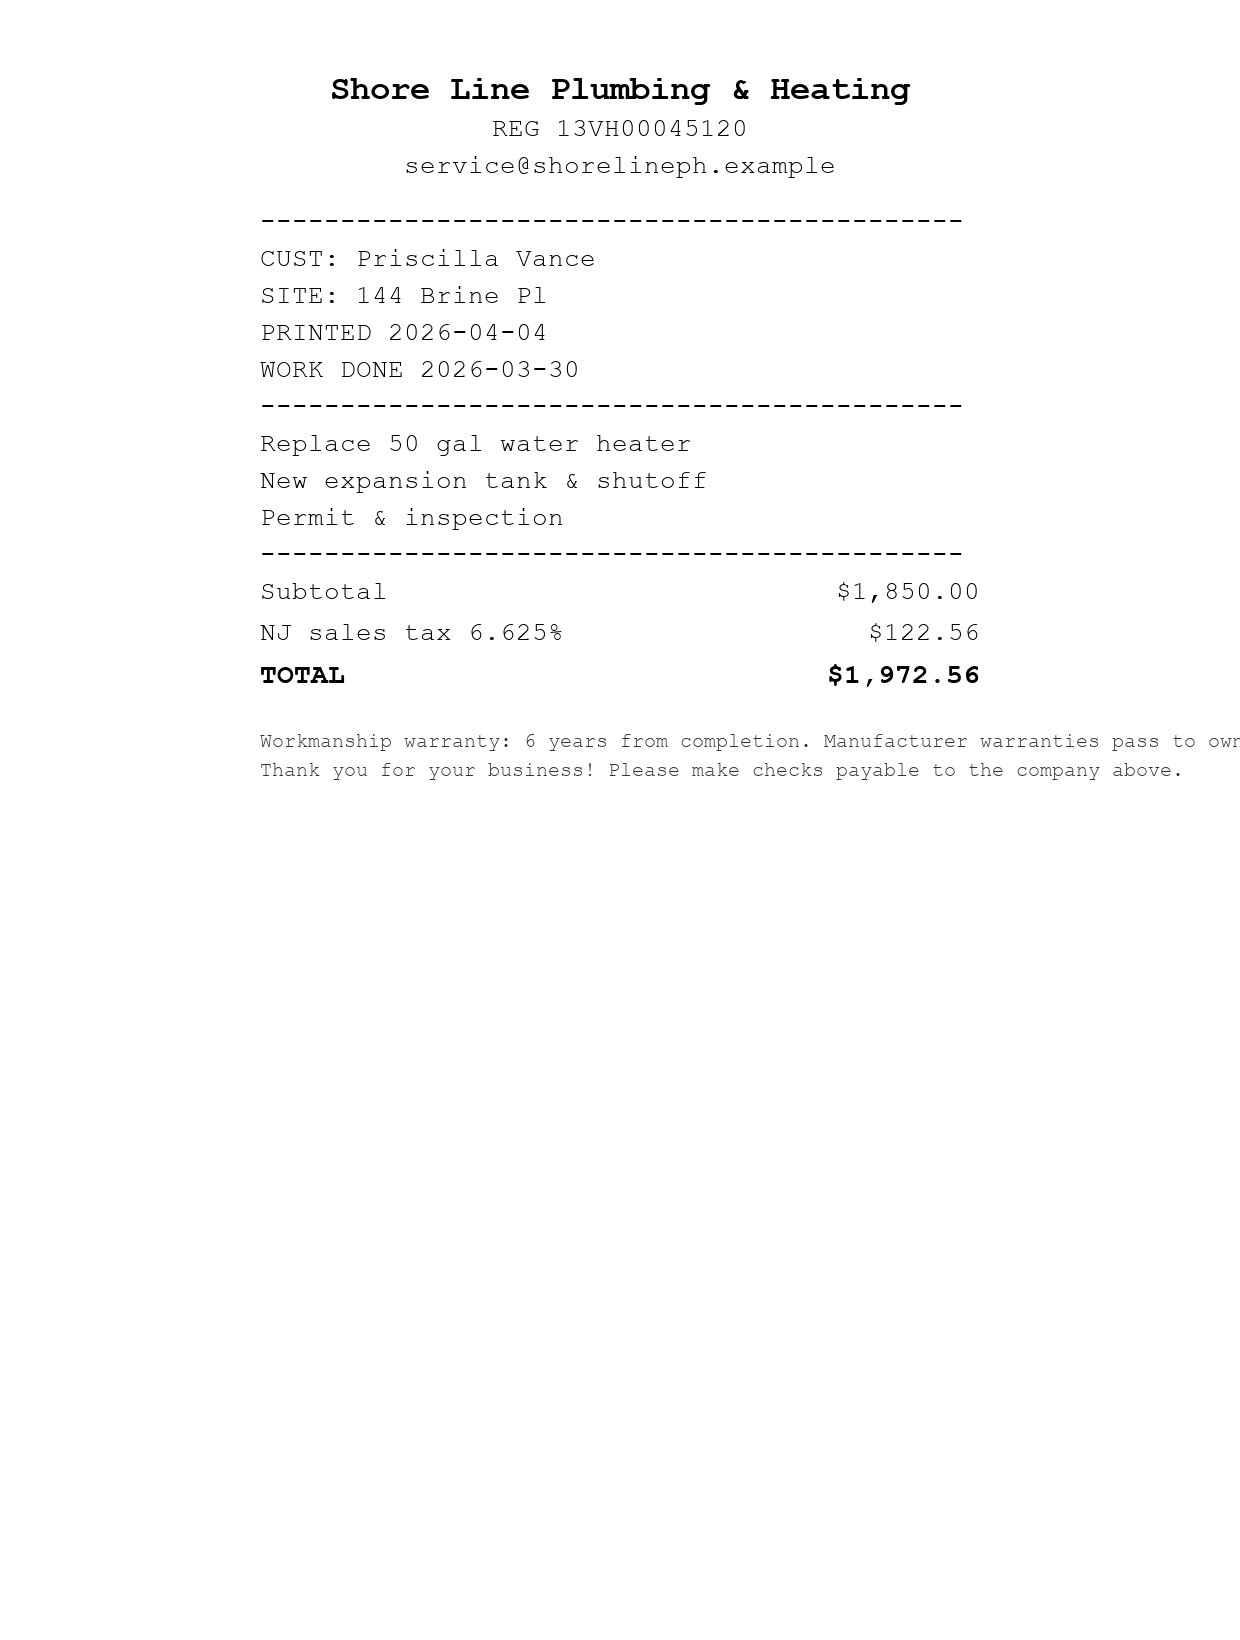 Shore Line Plumbing & Heating
REG 13VH00045120
service@shorelineph.example
--------------------------------------------
CUST: Priscilla Vance
SITE: 144 Brine Pl
PRINTED 2026-04-04
WORK DONE 2026-03-30
--------------------------------------------
Replace 50 gal water heater
New expansion tank & shutoff
Permit & inspection
--------------------------------------------
Subtotal $1,850.00
NJ sales tax 6.625% $122.56
TOTAL $1,972.56
Workmanship warranty: 6 years from completion. Manufacturer warranties pass to
Thank you for your business! Please make checks payable to the company above.